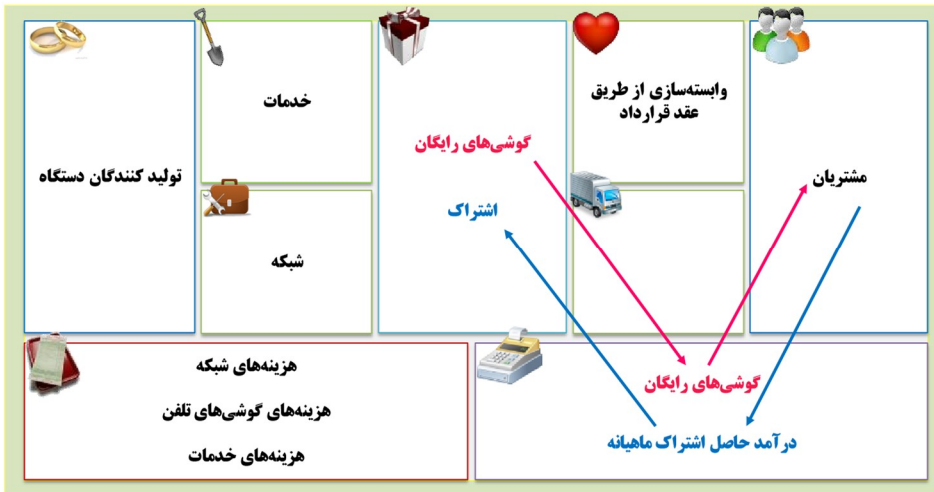 وابسته‌سازی از طریق
عقد قرارداد
خدمات
گوشی‌های رایگان
تولید کنندگان دستگاه
مشتریان
اشتراک
شبکه
هزینه‌های شبکه
گوشی‌های رایگان
هزینه‌های گوشی‌های تلفن
درآمد حاصل اشتراک ماهیانه
هزینه‌های خدمات